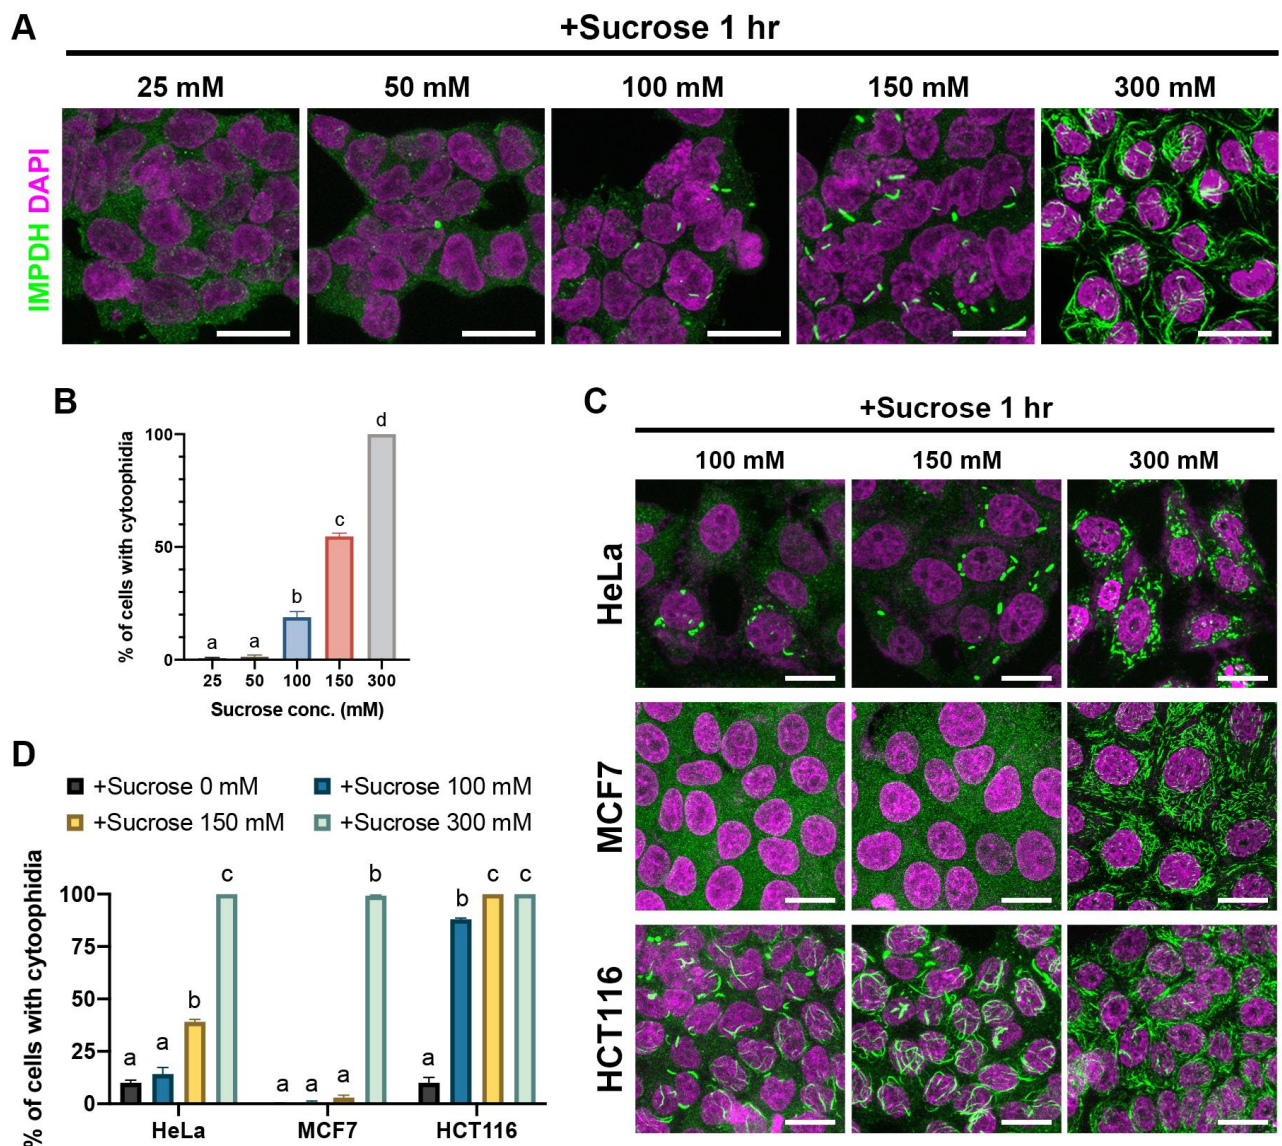 A
+Sucrose 1 hr
25 mM 50 mM 100 mM 150 mM 300 mM
IMPDH DAPI
B
% of cells with cytoophidia
100
50
0
a a b c d
25 50 100 150 300
Sucrose conc. (mM)
C
+Sucrose 1 hr
100 mM 150 mM 300 mM
HeLa
MCF7
HCT116
D
+Sucrose 0 mM +Sucrose 100 mM
+Sucrose 150 mM +Sucrose 300 mM
% of cells with cytoophidia
100
75
50
25
0
a a b c a a a b a b c c
HeLa MCF7 HCT116